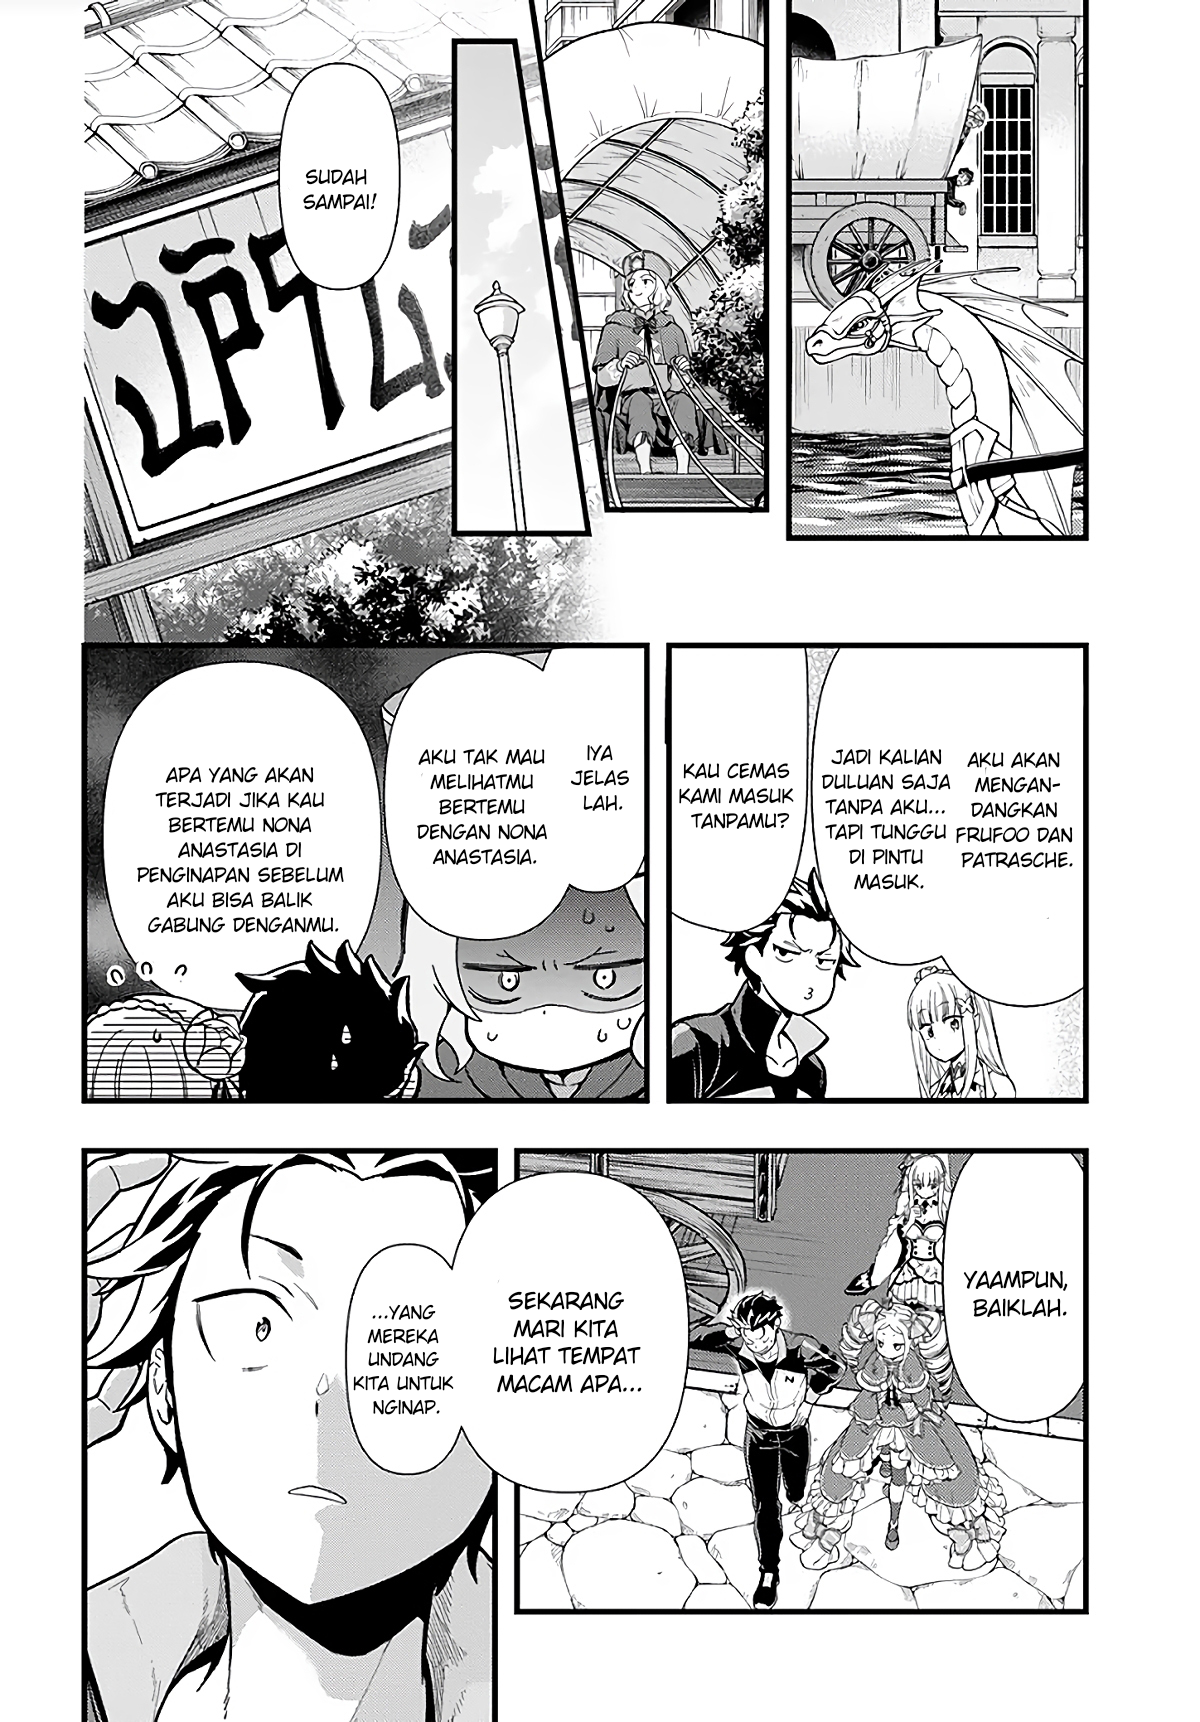 SUDAH
SAMPAI!
AKU AKAN
MENGAN-
DANGKAN
FRUFOO DAN
PATRASCHE.
JADI KALIAN
DULUAN SAJA
TANPA AKU...
TAPI TUNGGU
DI PINTU
MASUK.
KAU CEMAS
KAMI MASUK
TANPAMU?
IYA
JELAS
LAH.
AKU TAK MAU
MELIHATMU
BERTEMU
DENGAN NONA
ANASTASIA.
APA YANG AKAN
TERJADI JIKA KAU
BERTEMU NONA
ANASTASIA DI
PENGINAPAN SEBELUM
AKU BISA BALIK
GABUNG DENGANMU.
YAAMPUN,
BAIKLAH.
SEKARANG
MARI KITA
LIHAT TEMPAT
MACAM APA...
...YANG
MEREKA
UNDANG
KITA UNTUK
NGINAP.